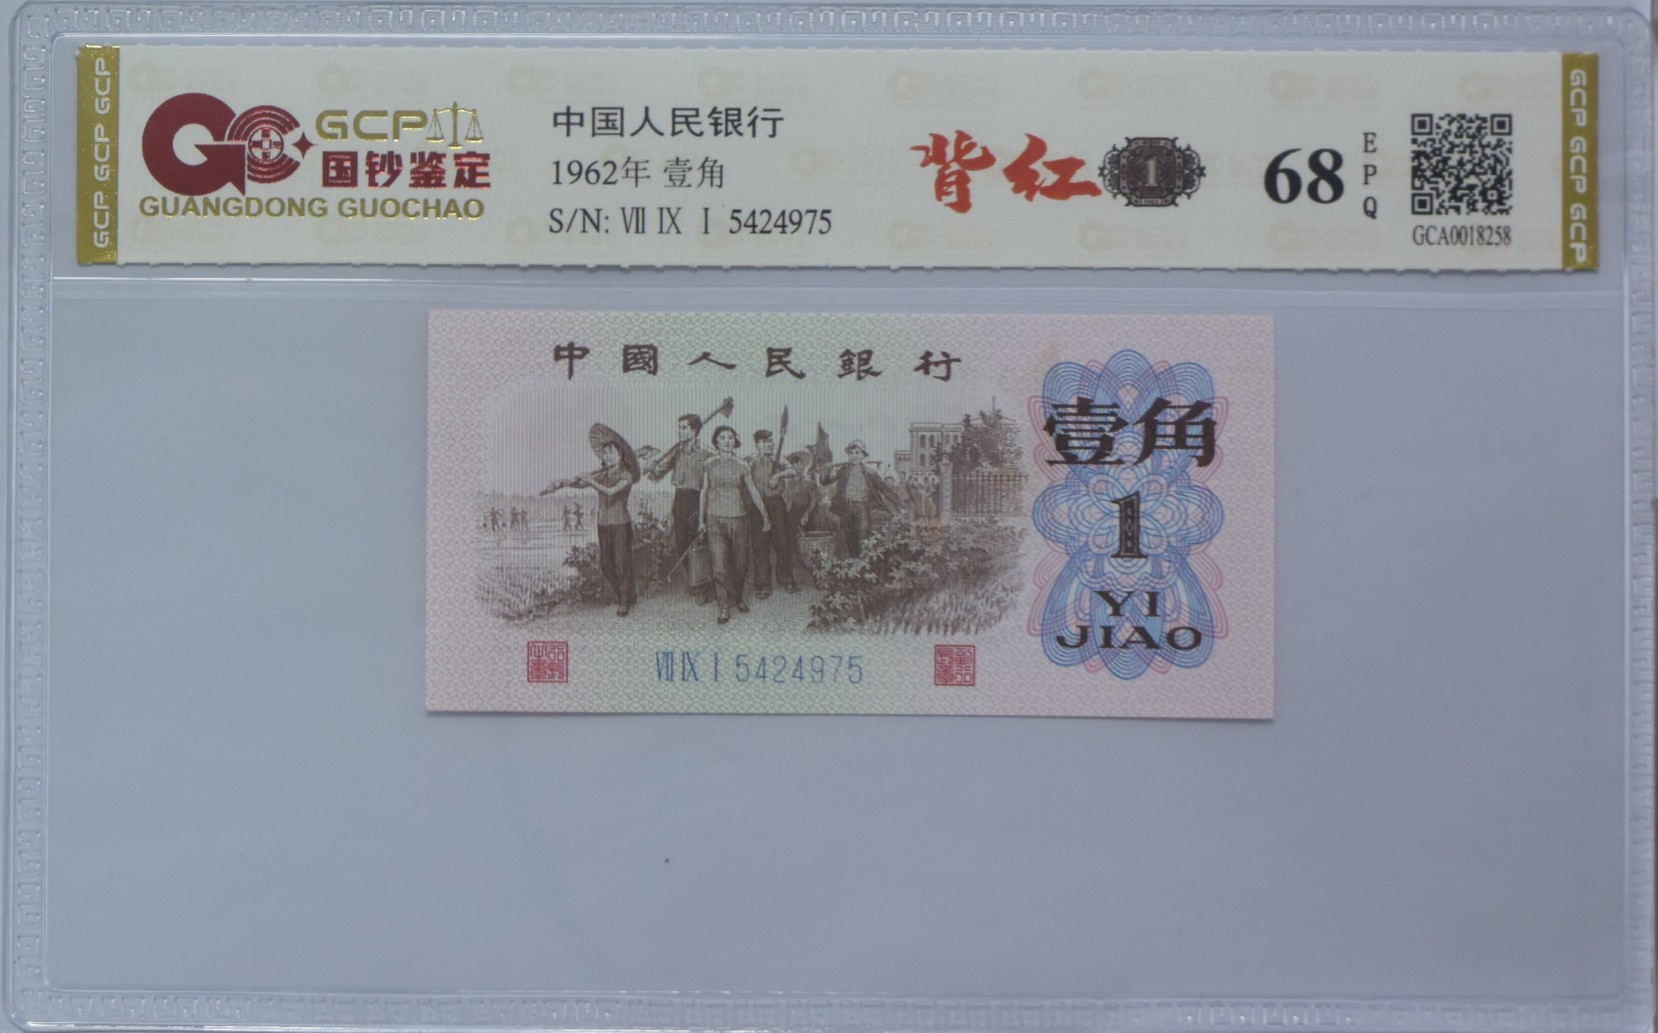 GCP GCP GCP
GCP
国钞鉴定
GUANGDONG GUOCHAO
中国人民银行
1962年 壹角
S/N: Ⅶ Ⅸ Ⅰ 5424975
背红
1
68
EPQ
GCA0018258
GCP GCP GCP
中國人民銀行
壹角
1
YI
JIAO
Ⅶ Ⅸ Ⅰ 5424975